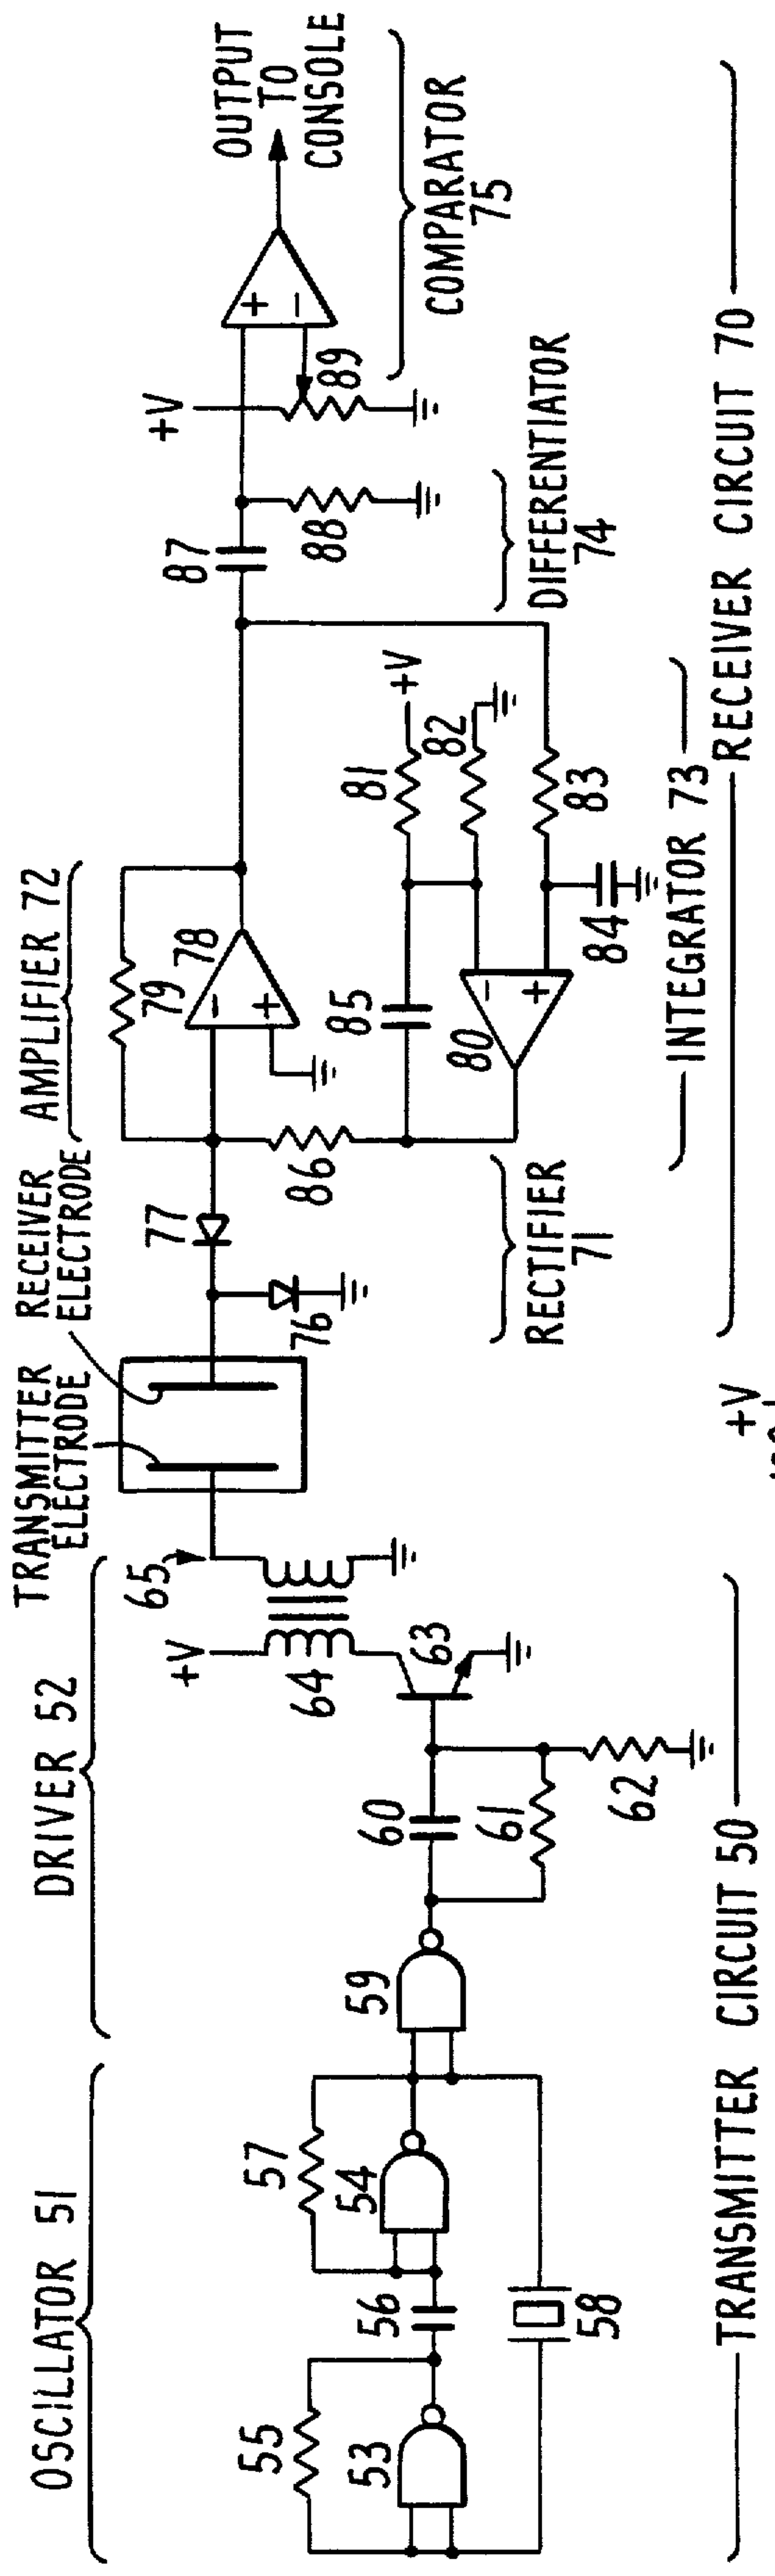 OSCILLATOR 51
DRIVER 52
TRANSMITTER
ELECTRODE
RECEIVER
ELECTRODE
AMPLIFIER 72
55
53
56
57
54
58
59
60
61
62
63
+V
64
65
76
77
86
79
78
-
+
85
80
-
+
81
+V
82
83
84
87
88
+V
89
+
-
OUTPUT
TO
CONSOLE
RECTIFIER
71
INTEGRATOR 73
DIFFERENTIATOR
74
COMPARATOR
75
TRANSMITTER CIRCUIT 50
RECEIVER CIRCUIT 70
+V